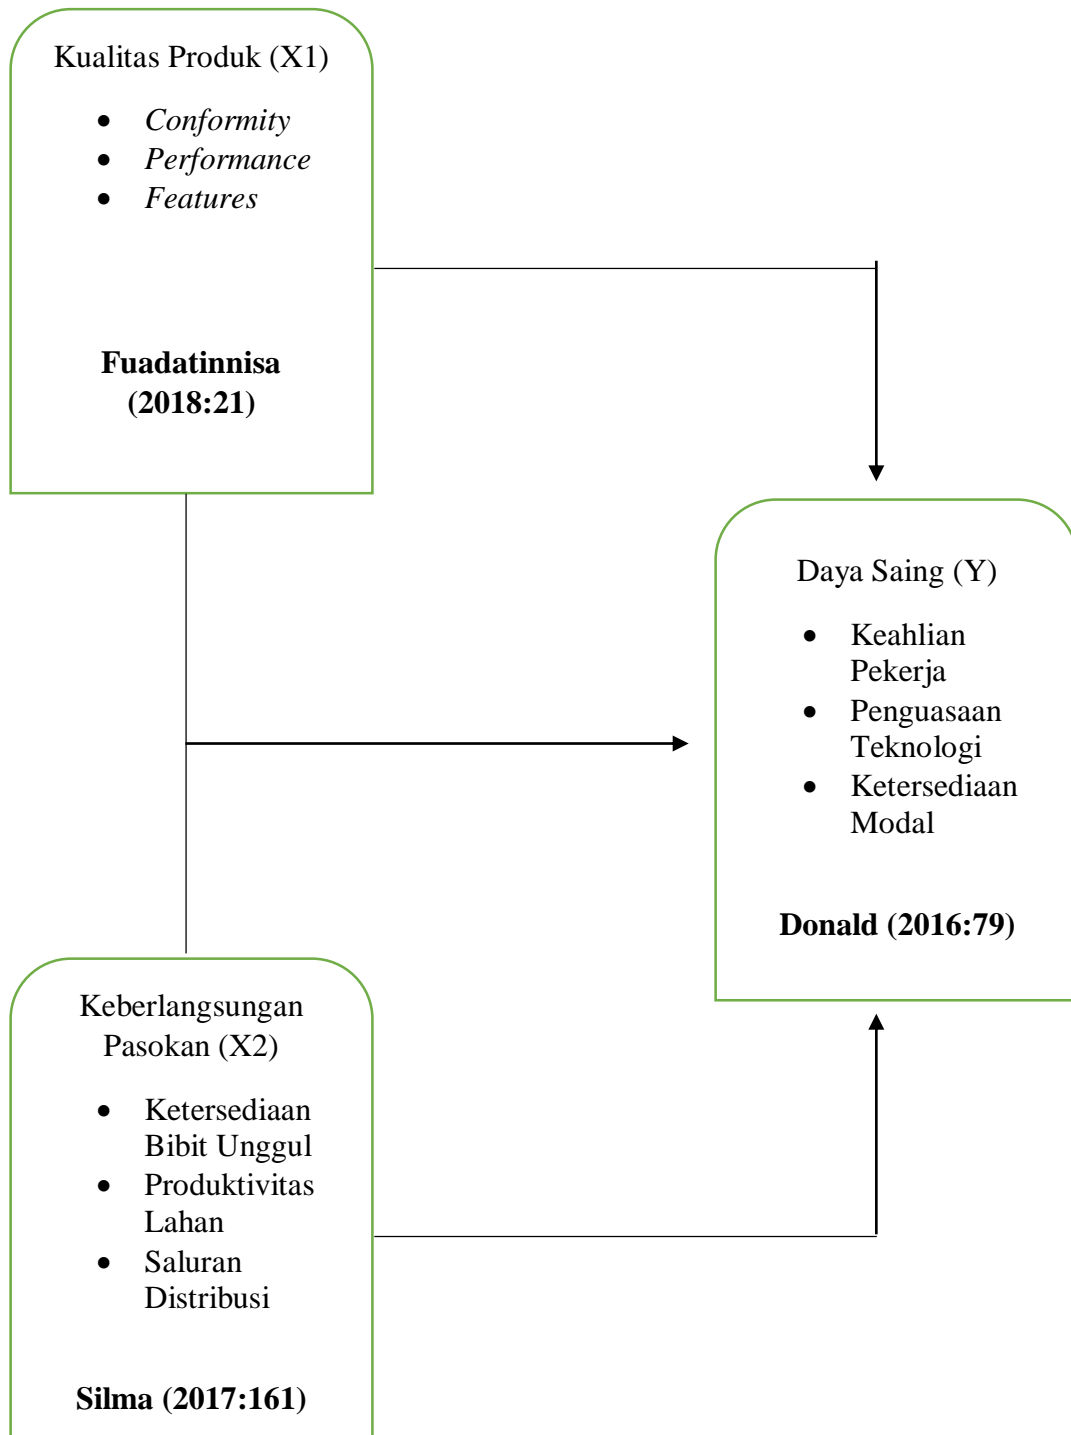 Kualitas Produk (X1)
• Conformity
• Performance
• Features
Fuadatinnisa
(2018:21)
Daya Saing (Y)
• Keahlian
Pekerja
• Penguasaan
Teknologi
• Ketersediaan
Modal
Donald (2016:79)
Keberlangsungan
Pasokan (X2)
• Ketersediaan
Bibit Unggul
• Produktivitas
Lahan
• Saluran
Distribusi
Silma (2017:161)